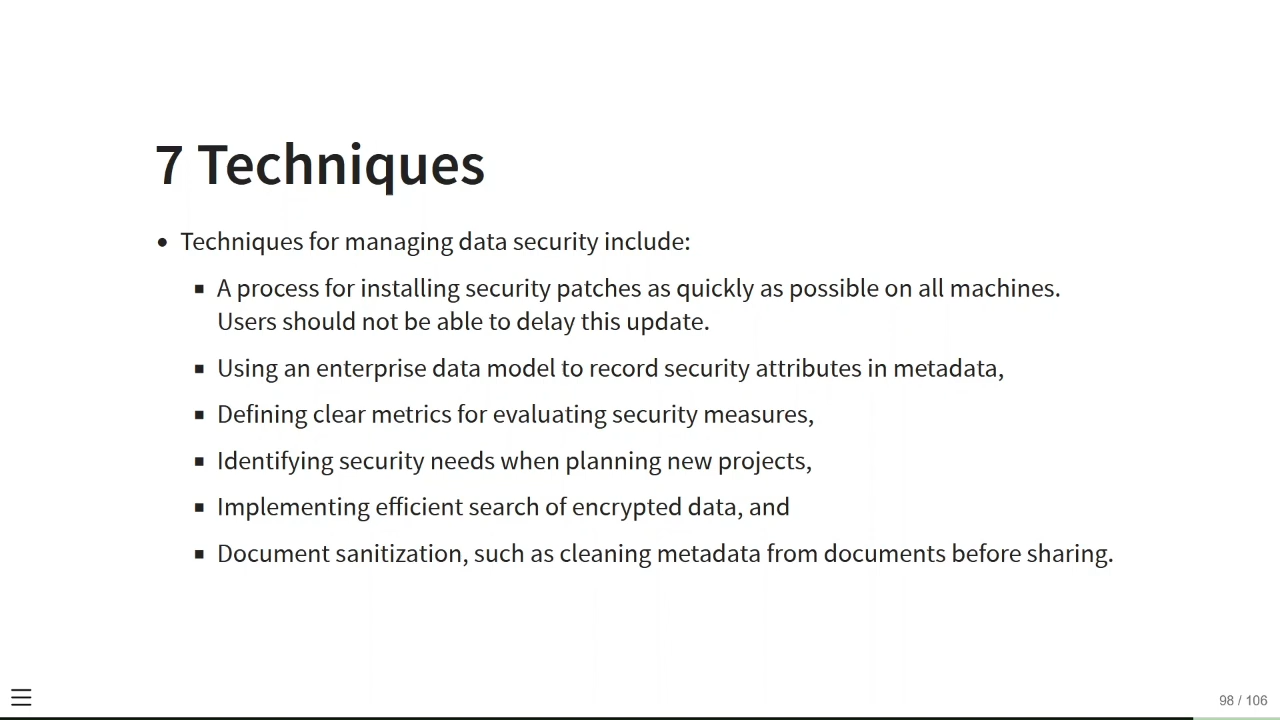 7 Techniques
• Techniques for managing data security include:
▪ A process for installing security patches as quickly as possible on all machines.
Users should not be able to delay this update.
▪ Using an enterprise data model to record security attributes in metadata,
▪ Defining clear metrics for evaluating security measures,
▪ Identifying security needs when planning new projects,
▪ Implementing efficient search of encrypted data, and
▪ Document sanitization, such as cleaning metadata from documents before sharing.
98 / 106